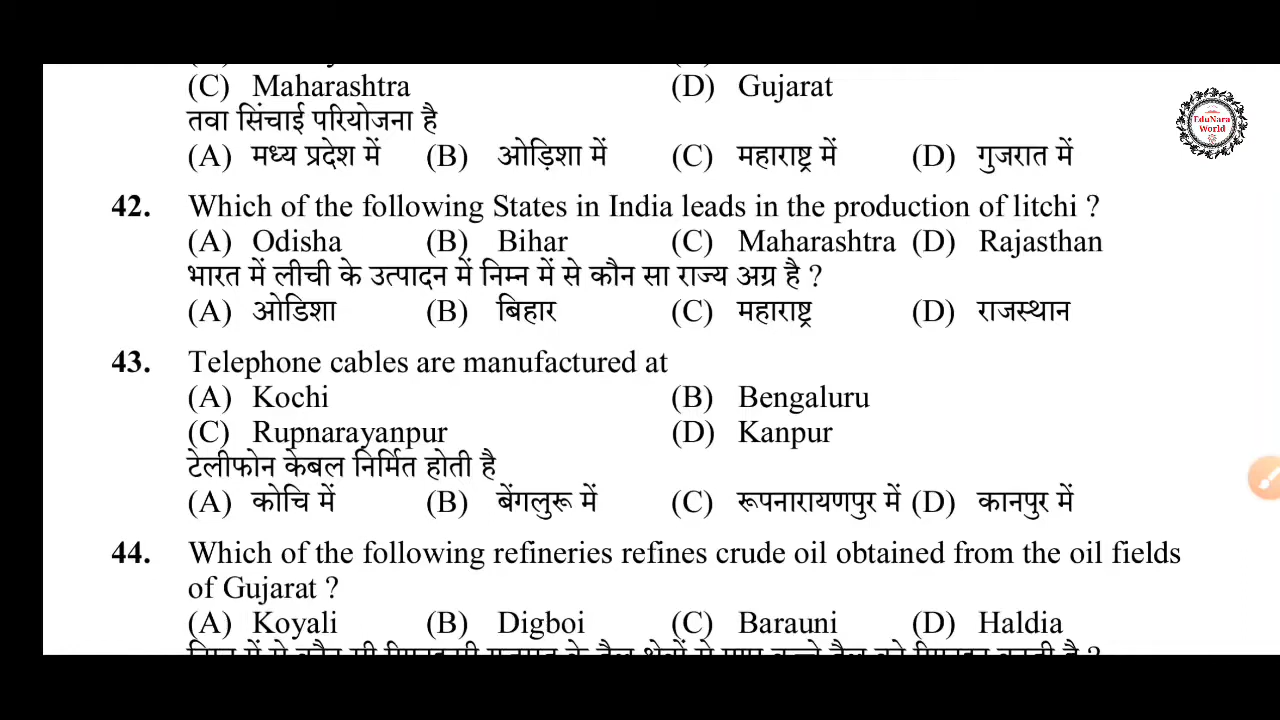 (C) Maharashtra (D) Gujarat
तवा सिंचाई परियोजना है
(A) मध्य प्रदेश में (B) ओड़िशा में (C) महाराष्ट्र में (D) गुजरात में
EduNara
World
42. Which of the following States in India leads in the production of litchi ?
(A) Odisha (B) Bihar (C) Maharashtra (D) Rajasthan
भारत में लीची के उत्पादन में निम्न में से कौन सा राज्य अग्र है ?
(A) ओडिशा (B) बिहार (C) महाराष्ट्र (D) राजस्थान
43. Telephone cables are manufactured at
(A) Kochi (B) Bengaluru
(C) Rupnarayanpur (D) Kanpur
टेलीफोन केबल निर्मित होती है
(A) कोचि में (B) बेंगलुरू में (C) रूपनारायणपुर में (D) कानपुर में
44. Which of the following refineries refines crude oil obtained from the oil fields
of Gujarat ?
(A) Koyali (B) Digboi (C) Barauni (D) Haldia